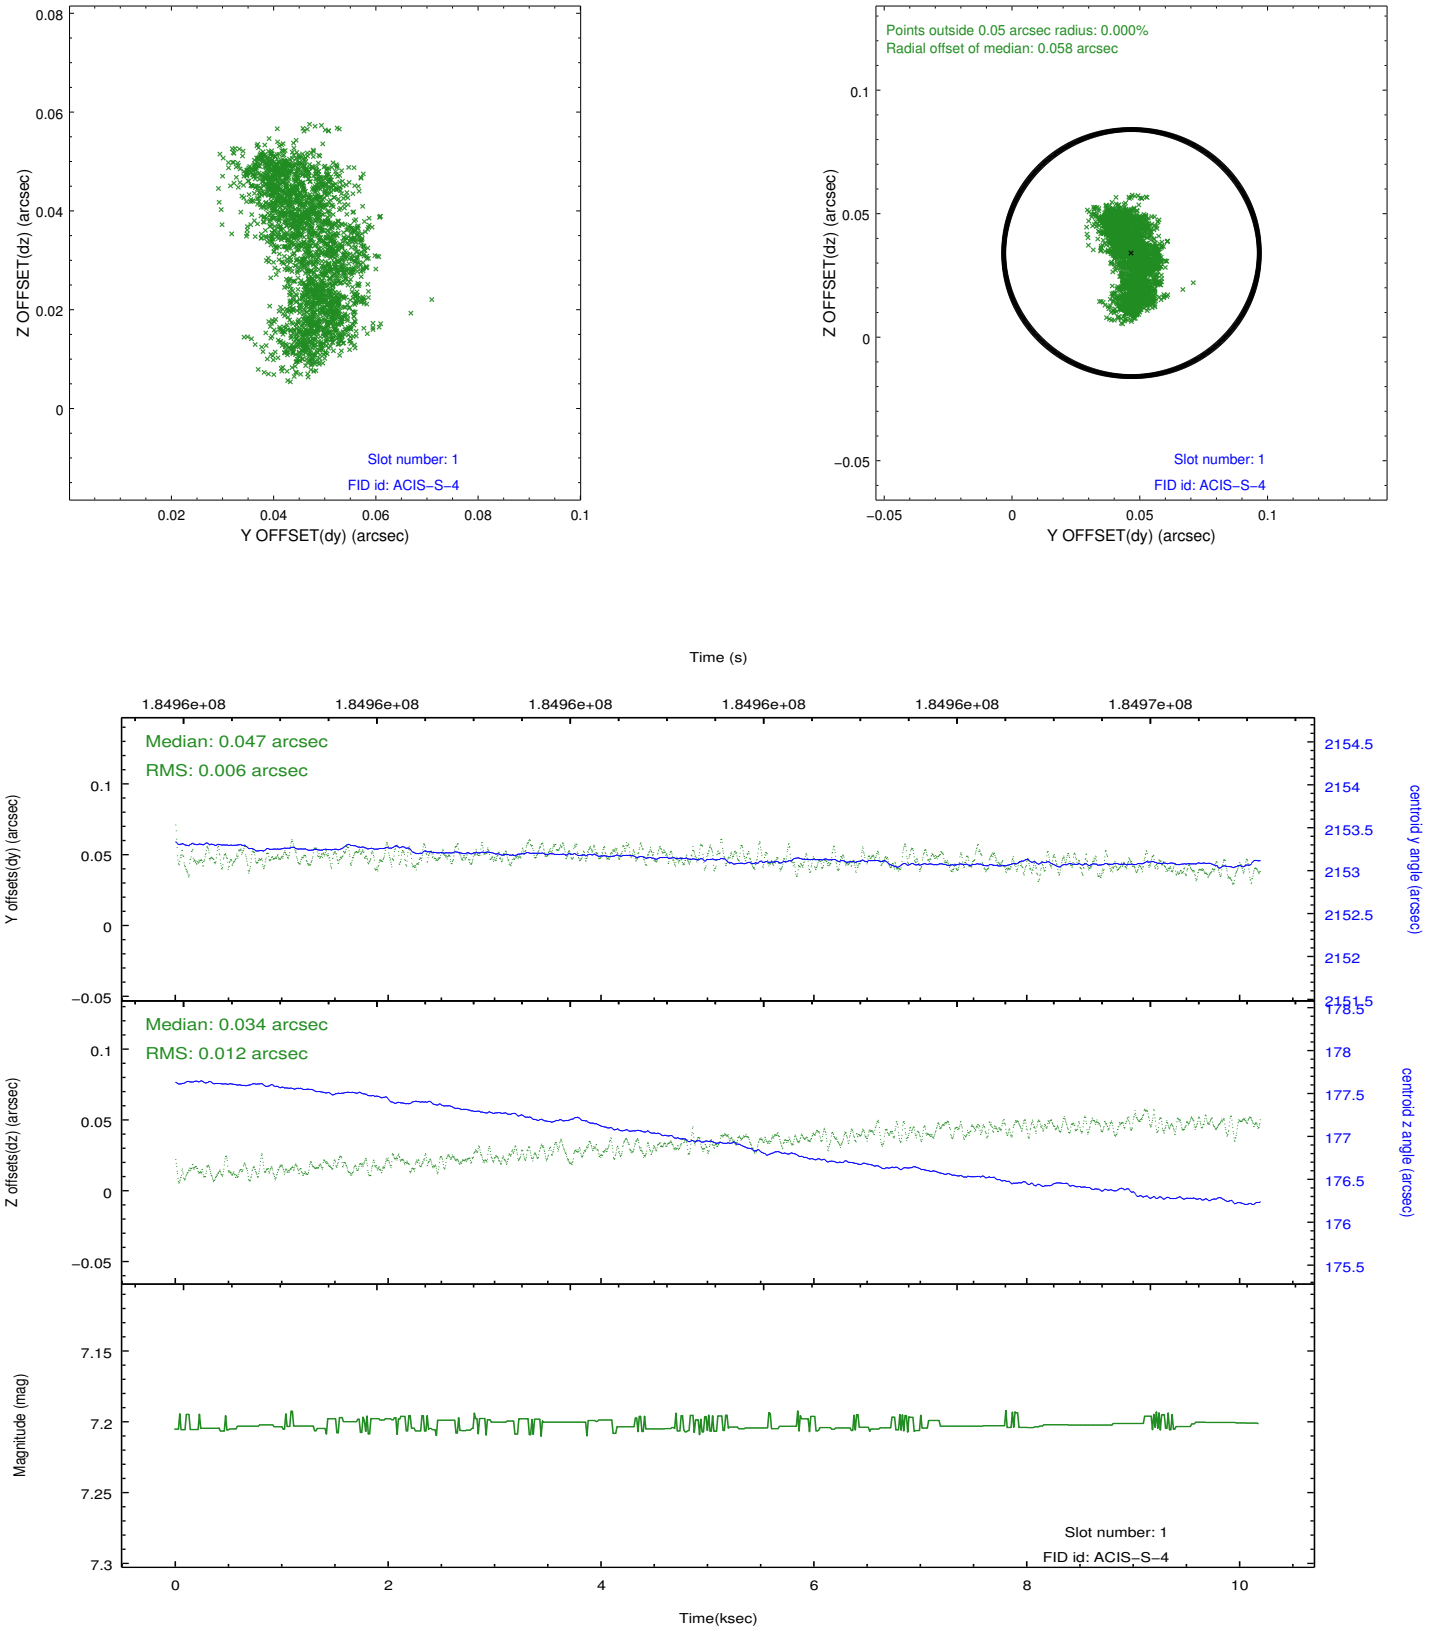 0.08
0.06
0.04
0.02
0
Z OFFSET(dz) (arcsec)
Slot number: 1
FID id: ACIS−S−4
0.02 0.04 0.06 0.08 0.1
Y OFFSET(dy) (arcsec)
Points outside 0.05 arcsec radius: 0.000%
Radial offset of median: 0.058 arcsec
0.1
0.05
0
−0.05
Z OFFSET(dz) (arcsec)
Slot number: 1
FID id: ACIS−S−4
−0.05 0 0.05 0.1
Y OFFSET(dy) (arcsec)
Time (s)
1.8496e+08 1.8496e+08 1.8496e+08 1.8496e+08 1.8496e+08 1.8497e+08
Median: 0.047 arcsec
RMS: 0.006 arcsec
0.1
0.05
0
−0.05
Y offsets(dy) (arcsec)
2154.5
2154
2153.5
2153
2152.5
2152
2151.5
centroid y angle (arcsec)
Median: 0.034 arcsec
RMS: 0.012 arcsec
0.1
0.05
0
−0.05
Z offsets(dz) (arcsec)
178.5
178
177.5
177
176.5
176
175.5
centroid z angle (arcsec)
7.15
7.2
7.25
7.3
Magnitude (mag)
Slot number: 1
FID id: ACIS−S−4
0 2 4 6 8 10
Time(ksec)